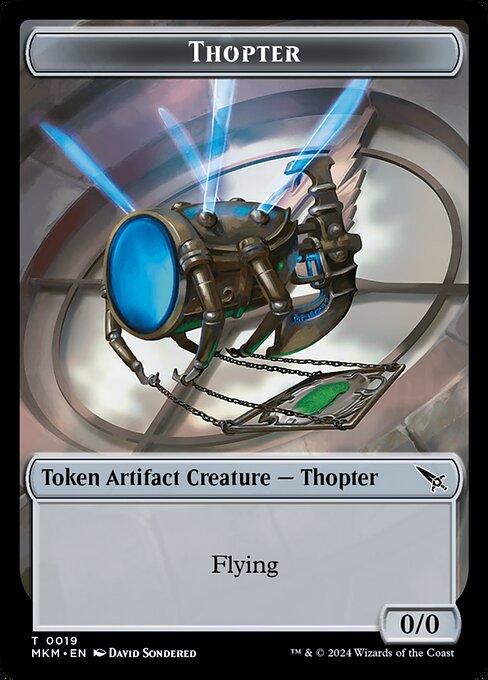 Thopter
Token Artifact Creature — Thopter
Flying
0/0
T 0019
MKM • EN David Sondered
™ & © 2024 Wizards of the Coast